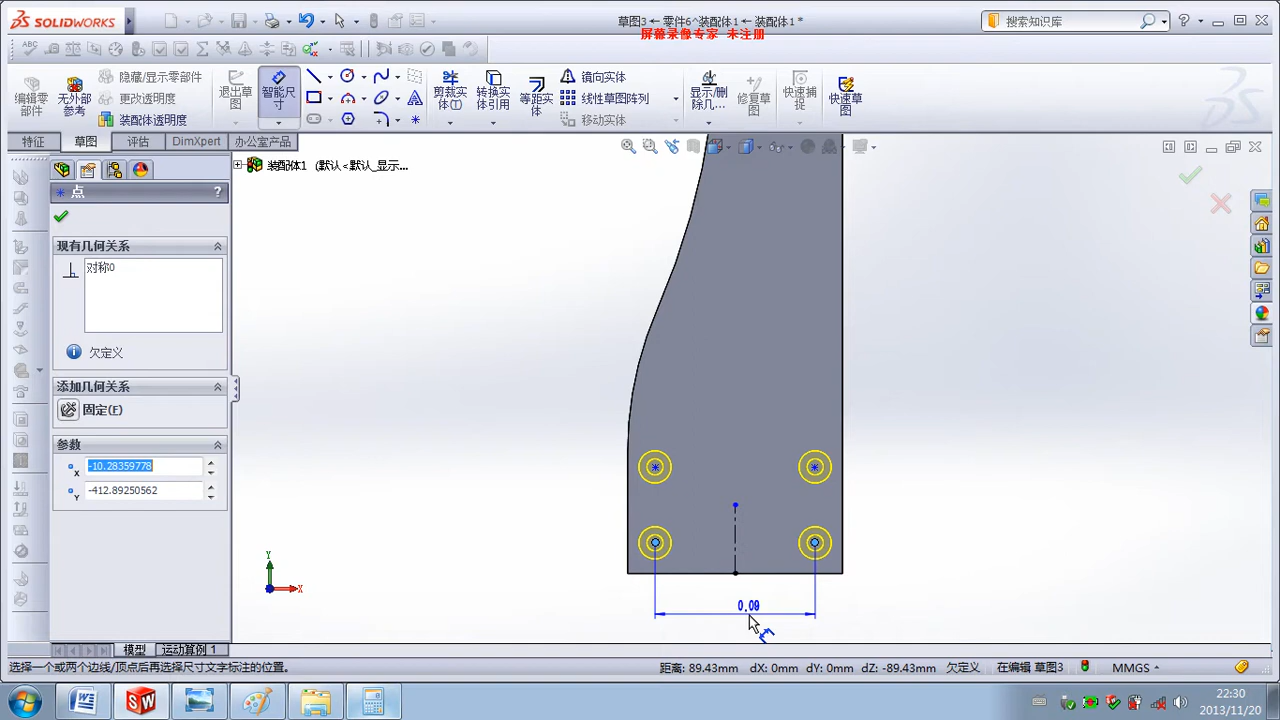 SOLIDWORKS
草图3 ← 零件6^装配体1 ← 装配体1 *
屏幕录像专家 未注册
搜索知识库
编辑零部件
无外部参考
隐藏/显示零部件
更改透明度
装配体透明度
退出草图
智能尺寸
剪裁实体(T)
转换实体引用
等距实体
镜向实体
线性草图阵列
移动实体
显示/删除几...
修复草图
快速捕捉
快速草图
特征
草图
评估
DimXpert
办公室产品
点
?
装配体1 (默认<默认_显示...
现有几何关系
对称0
欠定义
添加几何关系
固定(F)
参数
X -10.28359778
Y -412.89250562
0.09
Y
X
模型
运动算例 1
选择一个或两个边线/顶点后再选择尺寸文字标注的位置。
距离: 89.43mm dX: 0mm dY: 0mm dZ: -89.43mm 欠定义 在编辑 草图3 MMGS
22:30
2013/11/20